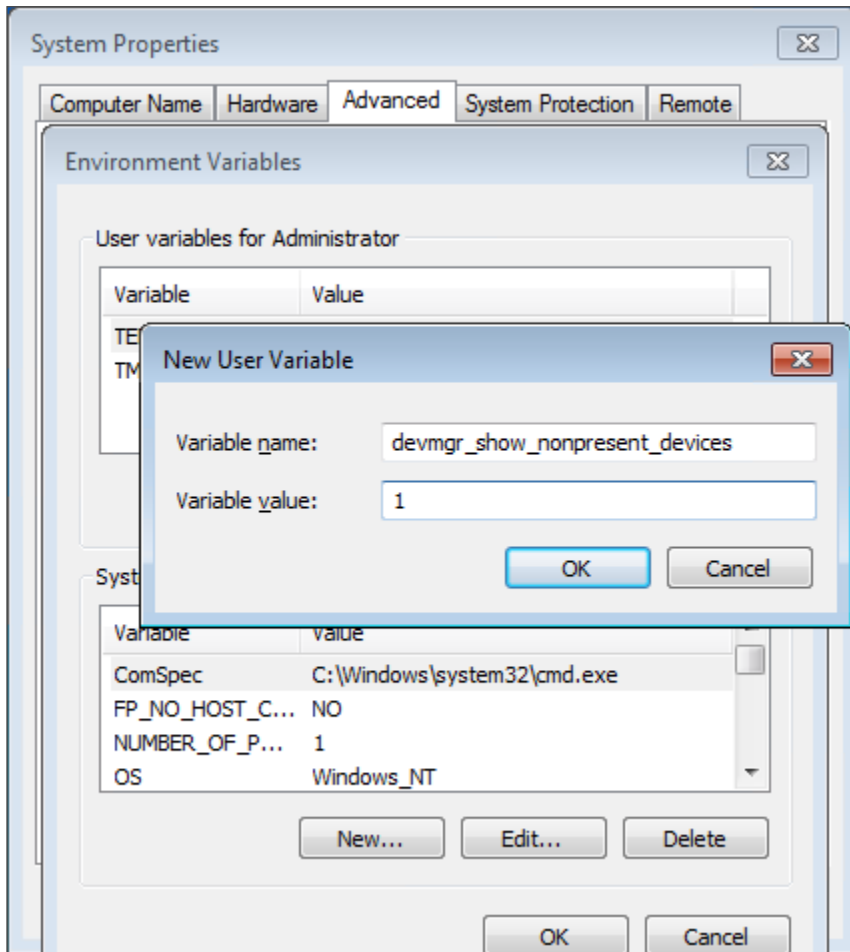 System Properties
Computer Name Hardware Advanced System Protection Remote
Environment Variables
User variables for Administrator
Variable Value
New User Variable
Variable name: devmgr_show_nonpresent_devices
Variable value: 1
OK Cancel
Variable Value
ComSpec C:\Windows\system32\cmd.exe
FP_NO_HOST_C... NO
NUMBER_OF_P... 1
OS Windows_NT
New... Edit... Delete
OK Cancel